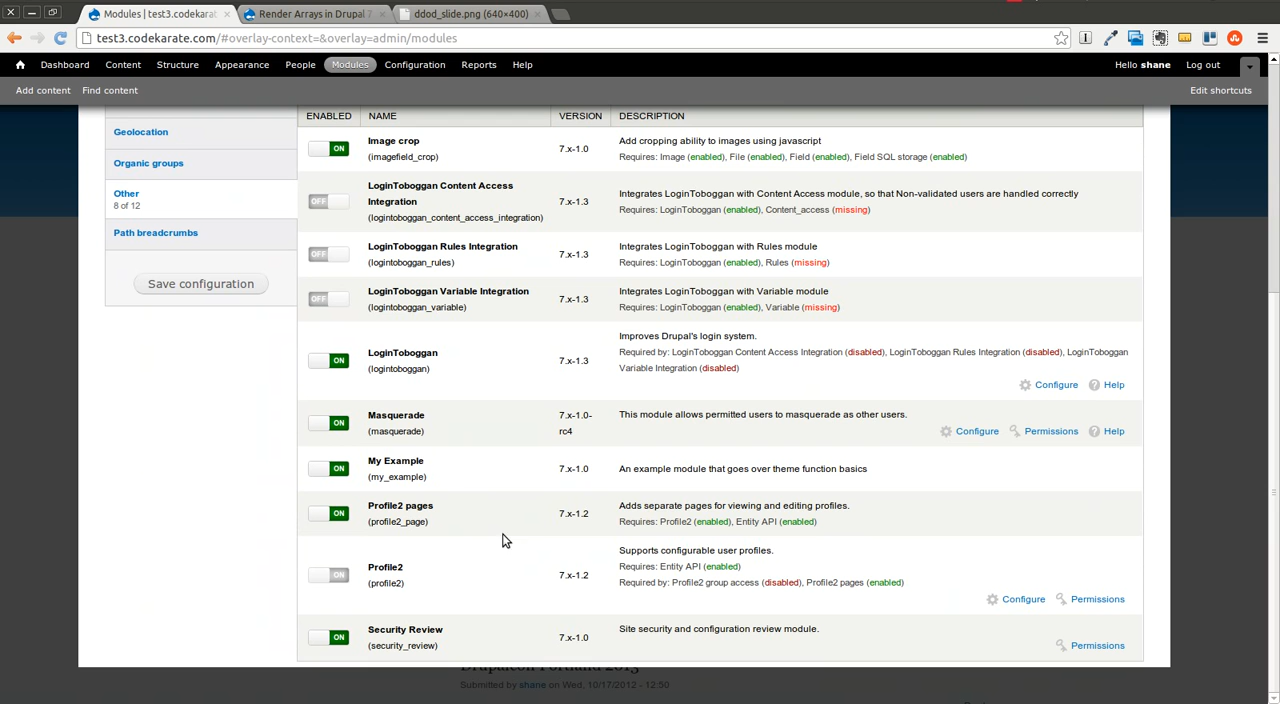 Modules | test3.codekarat
Render Arrays in Drupal 7
ddod_slide.png (640×400)
test3.codekarate.com/#overlay-context=&overlay=admin/modules
Dashboard Content Structure Appearance People Modules Configuration Reports Help Hello shane Log out
Add content Find content Edit shortcuts
ENABLED NAME VERSION DESCRIPTION
Geolocation
Organic groups
Other
8 of 12
Path breadcrumbs
Save configuration
ON Image crop 7.x-1.0 Add cropping ability to images using javascript
(imagefield_crop) Requires: Image (enabled), File (enabled), Field (enabled), Field SQL storage (enabled)
LoginToboggan Content Access
OFF Integration 7.x-1.3 Integrates LoginToboggan with Content Access module, so that Non-validated users are handled correctly
(logintoboggan_content_access_integration) Requires: LoginToboggan (enabled), Content_access (missing)
OFF LoginToboggan Rules Integration 7.x-1.3 Integrates LoginToboggan with Rules module
(logintoboggan_rules) Requires: LoginToboggan (enabled), Rules (missing)
OFF LoginToboggan Variable Integration 7.x-1.3 Integrates LoginToboggan with Variable module
(logintoboggan_variable) Requires: LoginToboggan (enabled), Variable (missing)
Improves Drupal's login system.
ON LoginToboggan 7.x-1.3 Required by: LoginToboggan Content Access Integration (disabled), LoginToboggan Rules Integration (disabled), LoginToboggan
(logintoboggan) Variable Integration (disabled)
Configure Help
ON Masquerade 7.x-1.0- This module allows permitted users to masquerade as other users.
(masquerade) rc4 Configure Permissions Help
ON My Example 7.x-1.0 An example module that goes over theme function basics
(my_example)
ON Profile2 pages 7.x-1.2 Adds separate pages for viewing and editing profiles.
(profile2_page) Requires: Profile2 (enabled), Entity API (enabled)
Supports configurable user profiles.
ON Profile2 7.x-1.2 Requires: Entity API (enabled)
(profile2) Required by: Profile2 group access (disabled), Profile2 pages (enabled)
Configure Permissions
ON Security Review 7.x-1.0 Site security and configuration review module.
(security_review) Permissions
Submitted by shane on Wed, 10/17/2012 - 12:50